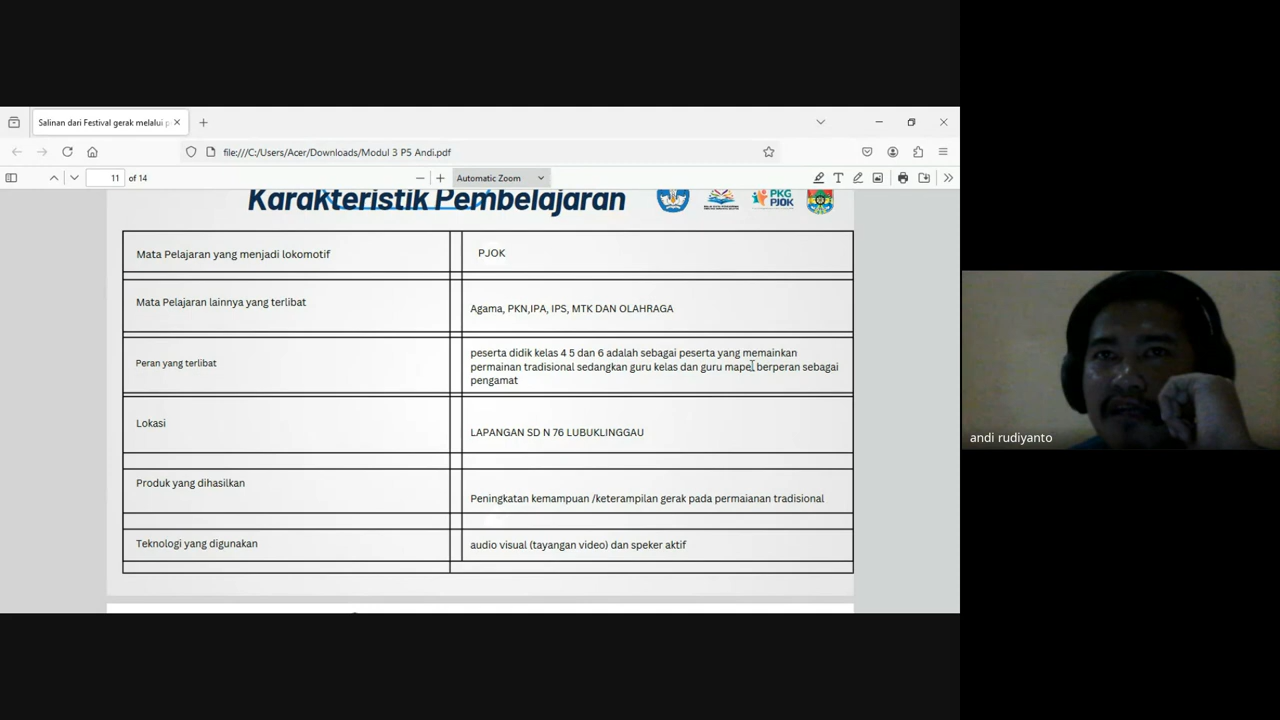 Salinan dari Festival gerak melalui p
file:///C:/Users/Acer/Downloads/Modul 3 P5 Andi.pdf
11 of 14
Automatic Zoom
Karakteristik Pembelajaran
PKG
PJOK
Mata Pelajaran yang menjadi lokomotif
PJOK
Mata Pelajaran lainnya yang terlibat
Agama, PKN,IPA, IPS, MTK DAN OLAHRAGA
Peran yang terlibat
peserta didik kelas 4 5 dan 6 adalah sebagai peserta yang memainkan
permainan tradisional sedangkan guru kelas dan guru mapel berperan sebagai
pengamat
Lokasi
LAPANGAN SD N 76 LUBUKLINGGAU
Produk yang dihasilkan
Peningkatan kemampuan /keterampilan gerak pada permaianan tradisional
Teknologi yang digunakan
audio visual (tayangan video) dan speker aktif
andi rudiyanto